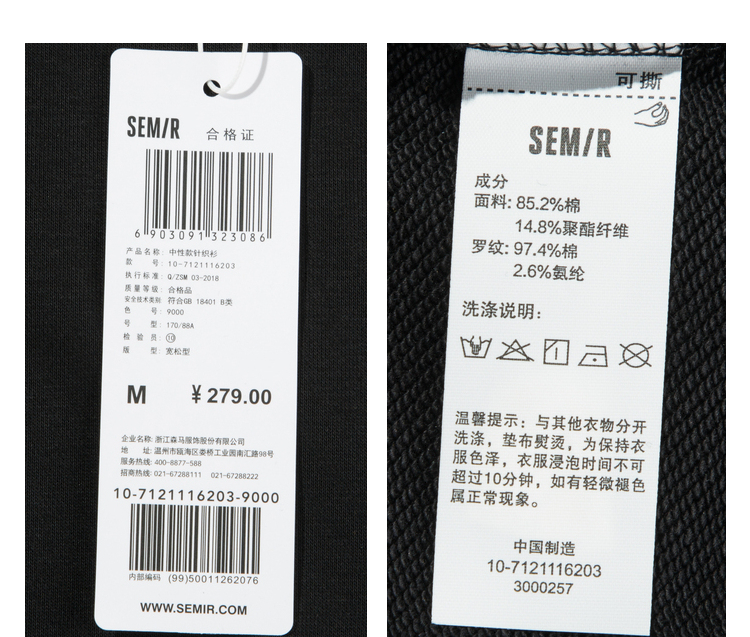 SEMIR 合格证
6 903091 323086
产品名称: 中性款针织衫
款 号: 10-7121116203
执行标准: Q/ZSM 03-2018
质量等级: 合格品
安全技术类别 符合GB 18401 B类
色 号: 9000
号 型: 170/88A
检 验 员: ⑩
版 型: 宽松型
M ¥279.00
企业名称: 浙江森马服饰股份有限公司
地 址: 温州市瓯海区娄桥工业园南汇路98号
服务热线: 400-8877-588
招商热线: 021-67288111 021-67288222
10-7121116203-9000
内部编码 (99)50011262076
WWW.SEMIR.COM
可撕
SEMIR
成分
面料: 85.2%棉
14.8%聚酯纤维
罗纹: 97.4%棉
2.6%氨纶
洗涤说明:
温馨提示: 与其他衣物分开
洗涤, 垫布熨烫, 为保持衣
服色泽, 衣服浸泡时间不可
超过10分钟, 如有轻微褪色
属正常现象。
中国制造
10-7121116203
3000257